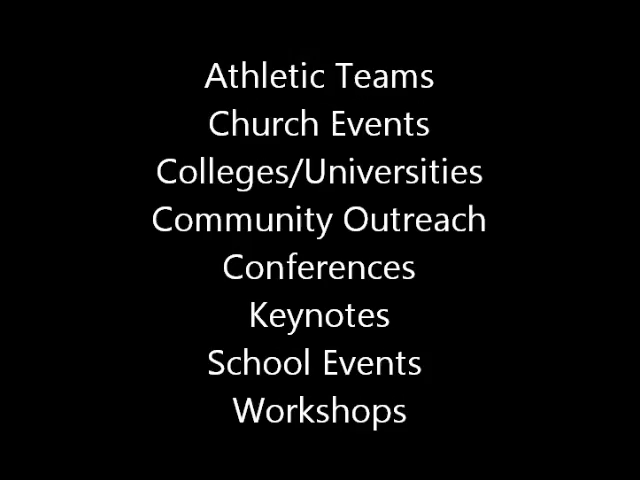 Athletic Teams
Church Events
Colleges/Universities
Community Outreach
Conferences
Keynotes
School Events
Workshops